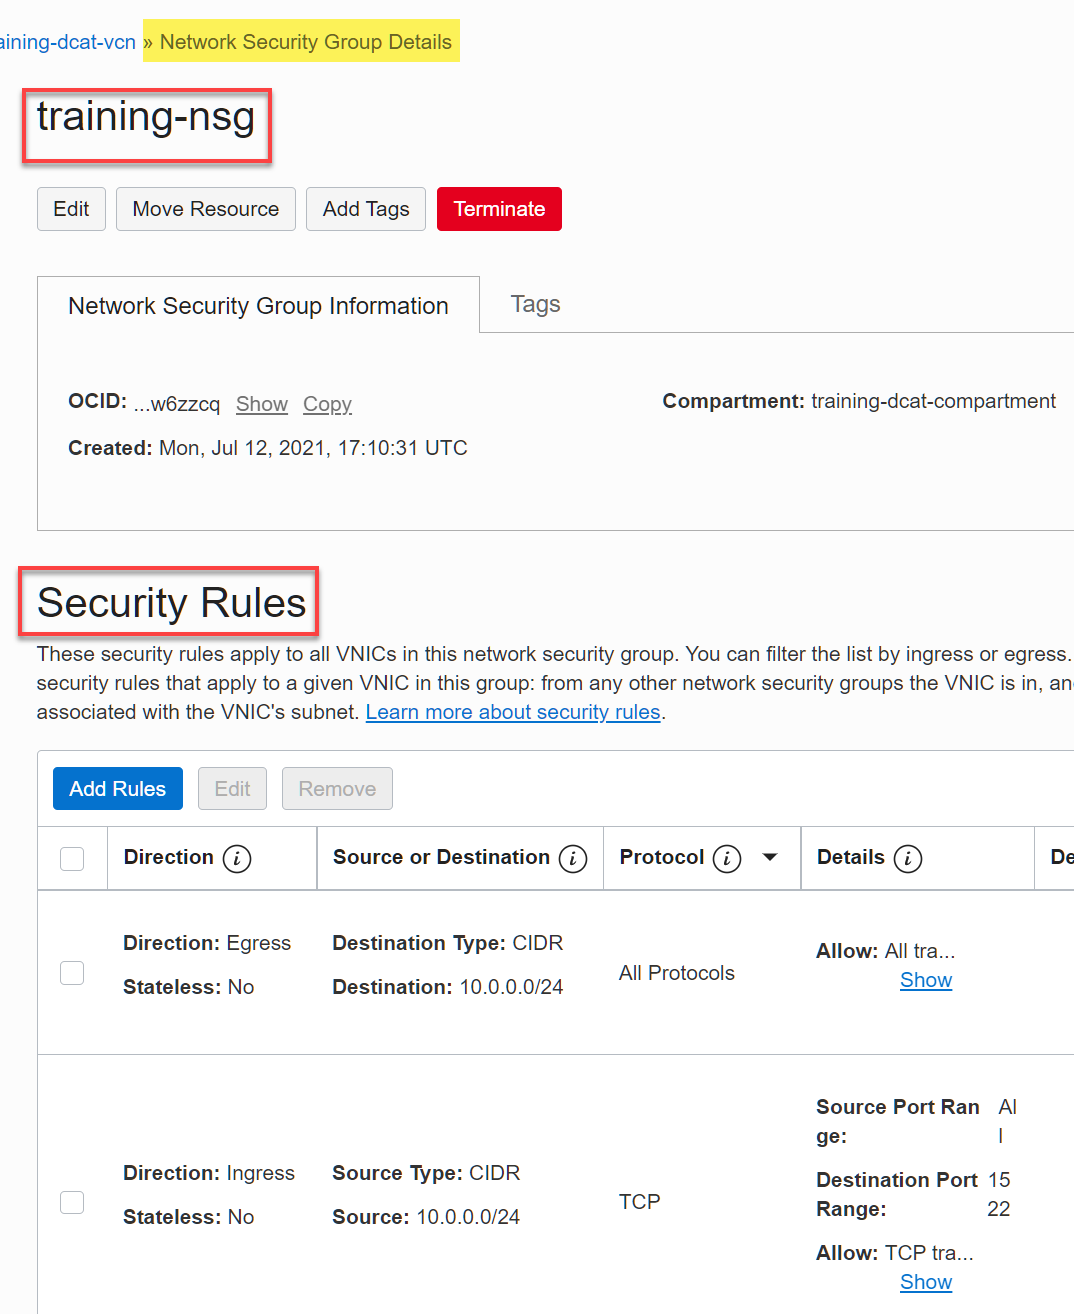 aining-dcat-vcn » Network Security Group Details
training-nsg
Edit Move Resource Add Tags Terminate
Network Security Group Information Tags
OCID: ...w6zzcq Show Copy Compartment: training-dcat-compartment
Created: Mon, Jul 12, 2021, 17:10:31 UTC
Security Rules
These security rules apply to all VNICs in this network security group. You can filter the list by ingress or egress.
security rules that apply to a given VNIC in this group: from any other network security groups the VNIC is in, an
associated with the VNIC's subnet. Learn more about security rules.
Add Rules Edit Remove
Direction i Source or Destination i Protocol i Details i De
Direction: Egress
Stateless: No
Destination Type: CIDR
Destination: 10.0.0.0/24
All Protocols
Allow: All tra...
Show
Direction: Ingress
Stateless: No
Source Type: CIDR
Source: 10.0.0.0/24
TCP
Source Port Ran Al
ge: l
Destination Port 15
Range: 22
Allow: TCP tra...
Show